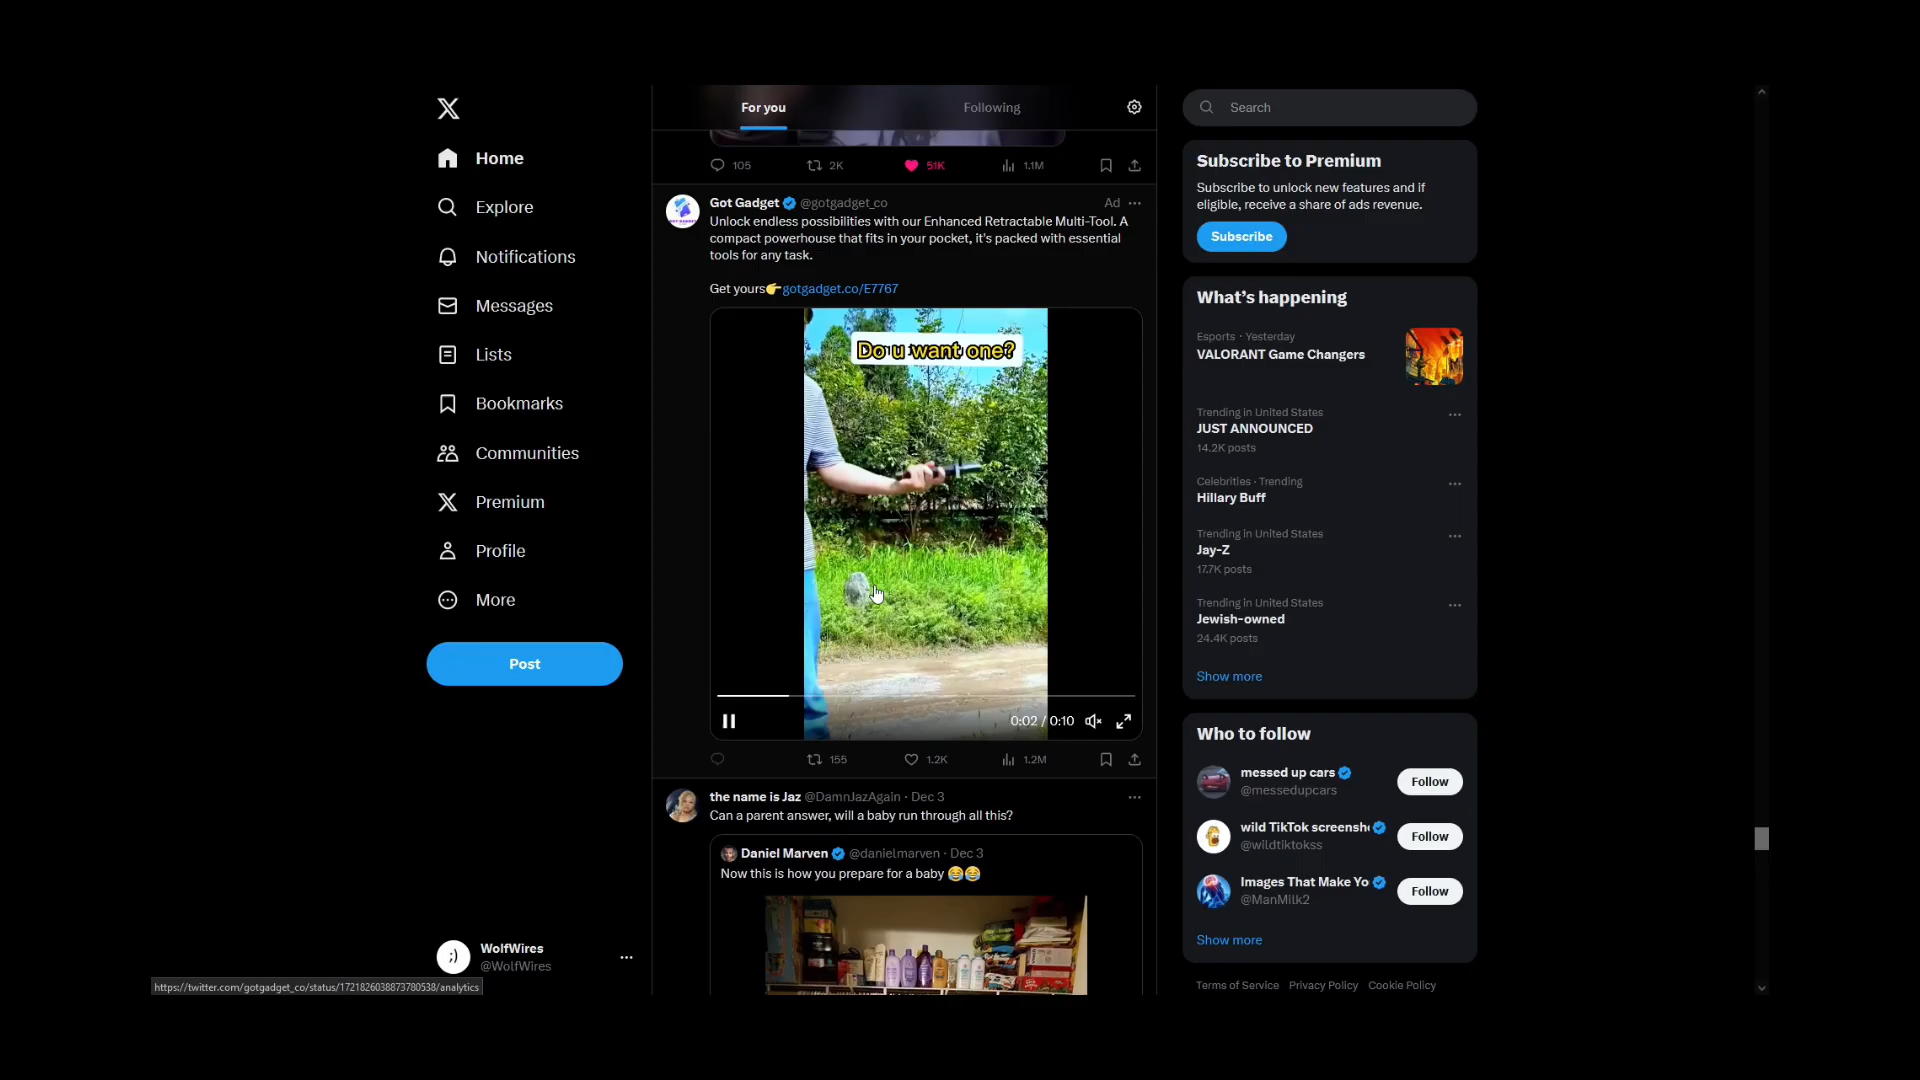 Home
Explore
Notifications
Messages
Lists
Bookmarks
Communities
Premium
Profile
More
Post
WolfWires
@WolfWires
https://twitter.com/gotgadget_co/status/1721826038873780538/analytics
For you
Following
105
2K
51K
1.1M
Got Gadget @gotgadget_co
Ad
Unlock endless possibilities with our Enhanced Retractable Multi-Tool. A
compact powerhouse that fits in your pocket, it's packed with essential
tools for any task.
Get yours👉gotgadget.co/E7767
Do u want one?
0:02 / 0:10
155
1.2K
1.2M
the name is Jaz @DamnJazAgain · Dec 3
Can a parent answer, will a baby run through all this?
Daniel Marven @danielmarven · Dec 3
Now this is how you prepare for a baby 😂😂
Search
Subscribe to Premium
Subscribe to unlock new features and if
eligible, receive a share of ads revenue.
Subscribe
What's happening
Esports · Yesterday
VALORANT Game Changers
Trending in United States
JUST ANNOUNCED
14.2K posts
Celebrities · Trending
Hillary Buff
Trending in United States
Jay-Z
17.7K posts
Trending in United States
Jewish-owned
24.4K posts
Show more
Who to follow
messed up cars
@messedupcars
Follow
wild TikTok screensh
@wildtiktokss
Follow
Images That Make Yo
@ManMilk2
Follow
Show more
Terms of Service Privacy Policy Cookie Policy